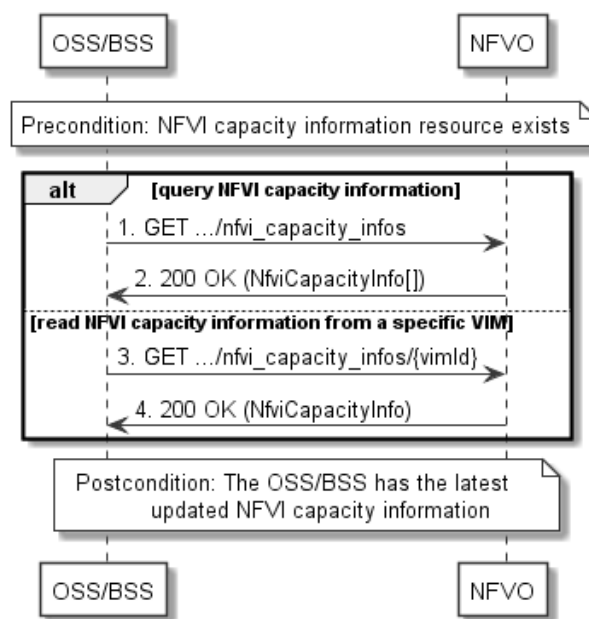 OSS/BSS NFVO
Precondition: NFVI capacity information resource exists
alt [query NFVI capacity information]
1. GET .../nfvi_capacity_infos
2. 200 OK (NfviCapacityInfo[])
[read NFVI capacity information from a specific VIM]
3. GET .../nfvi_capacity_infos/{vimId}
4. 200 OK (NfviCapacityInfo)
Postcondition: The OSS/BSS has the latest
updated NFVI capacity information
OSS/BSS NFVO